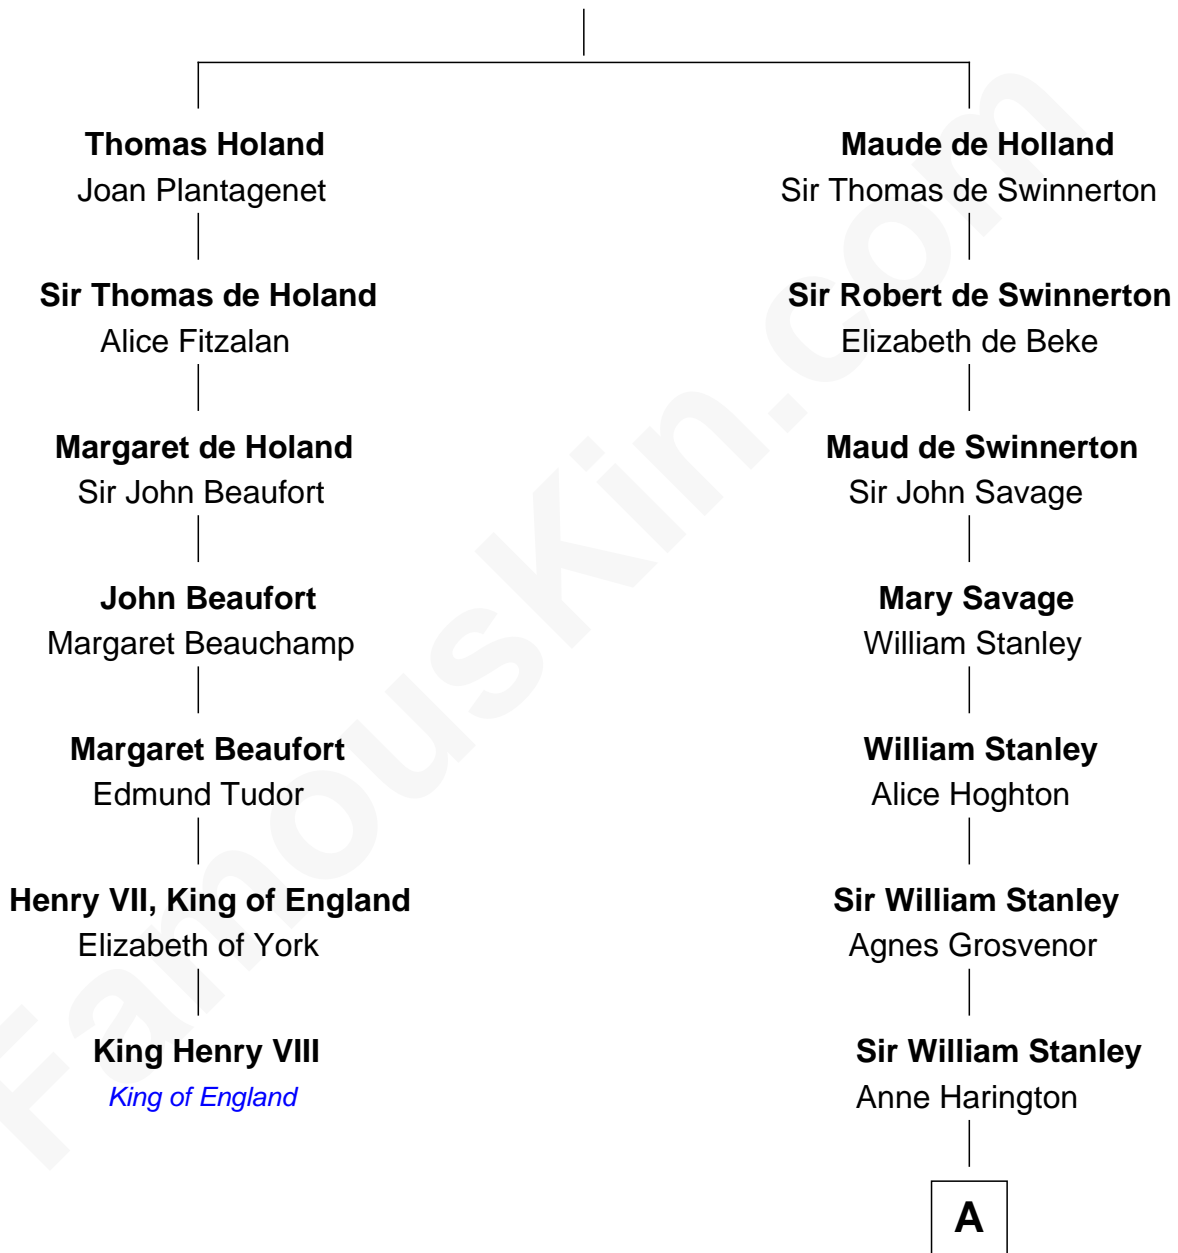 Thomas Holand
Joan Plantagenet
Sir Thomas de Holand
Alice Fitzalan
Margaret de Holand
Sir John Beaufort
John Beaufort
Margaret Beauchamp
Margaret Beaufort
Edmund Tudor
Henry VII, King of England
Elizabeth of York
King Henry VIII
King of England
Maude de Holland
Sir Thomas de Swinnerton
Sir Robert de Swinnerton
Elizabeth de Beke
Maud de Swinnerton
Sir John Savage
Mary Savage
William Stanley
William Stanley
Alice Hoghton
Sir William Stanley
Agnes Grosvenor
Sir William Stanley
Anne Harington
A
FamousKin.com